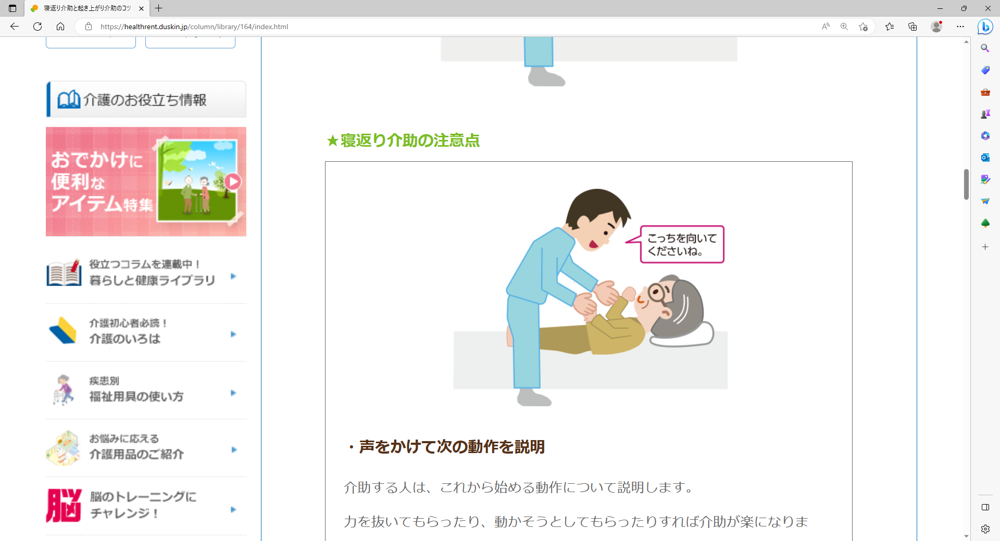 寝返り介助と起き上がり介助のコツ
https://healthrent.duskin.jp/column/library/164/index.html
介護のお役立ち情報
おでかけに
便利な
アイテム特集
役立つコラムを連載中！
暮らしと健康ライブラリ
介護初心者必読！
介護のいろは
疾患別
福祉用具の使い方
お悩みに応える
介護用品のご紹介
脳
脳のトレーニングに
チャレンジ！
★寝返り介助の注意点
こっちを向いて
くださいね。
・声をかけて次の動作を説明
介助する人は、これから始める動作について説明します。
力を抜いてもらったり、動かそうとしてもらったりすれば介助が楽になりま